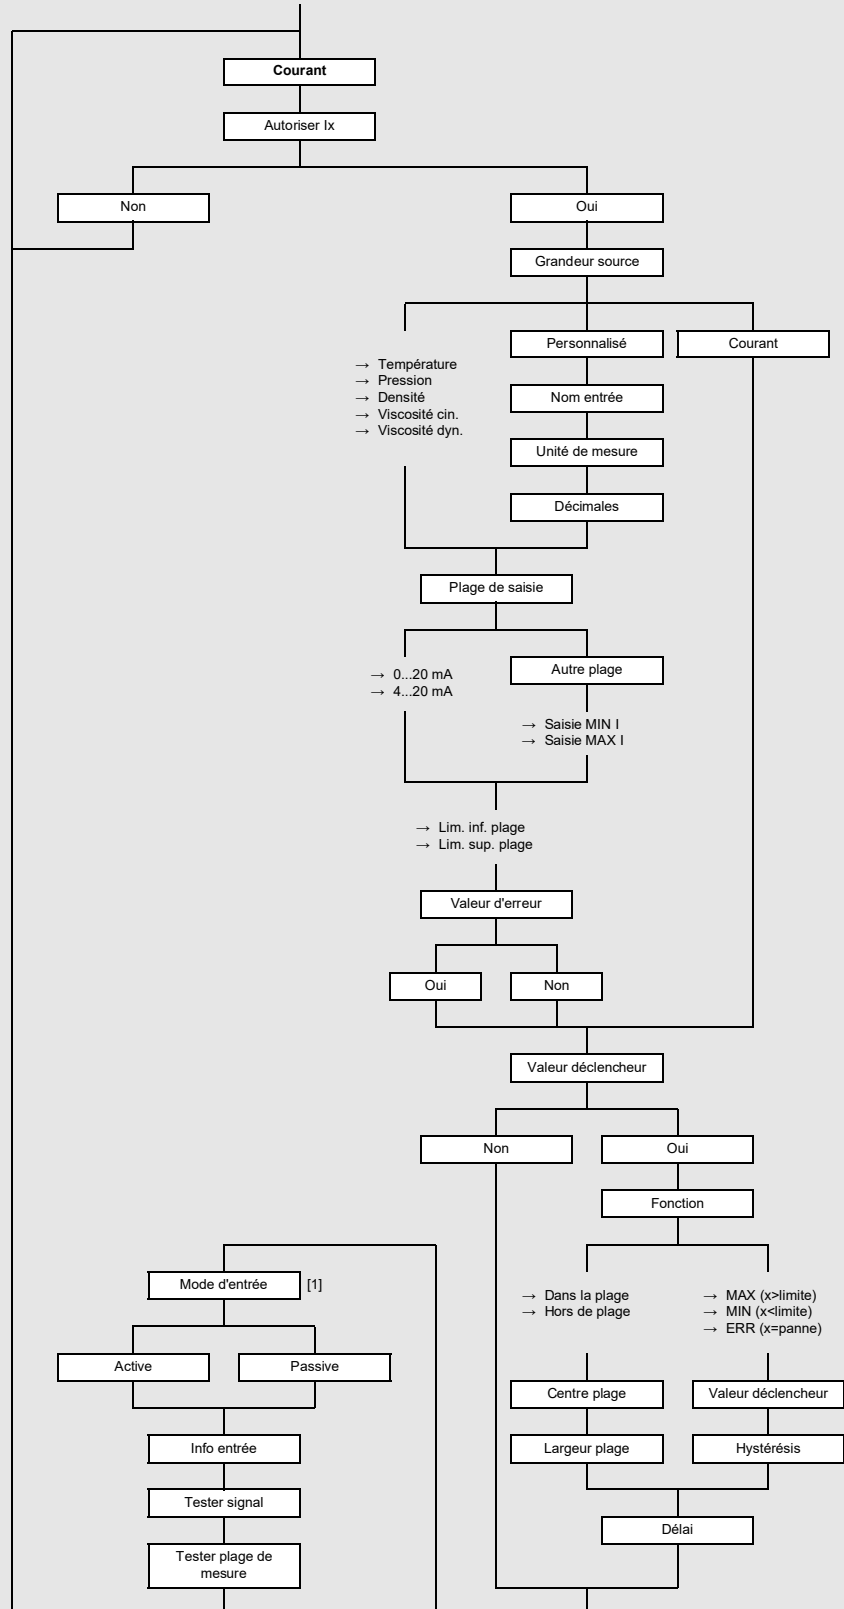 Courant
Autoriser Ix
Non
Oui
Grandeur source
Personnalisé
Courant
→ Température
→ Pression
→ Densité
→ Viscosité cin.
→ Viscosité dyn.
Nom entrée
Unité de mesure
Décimales
Plage de saisie
→ 0...20 mA
→ 4...20 mA
Autre plage
→ Saisie MIN I
→ Saisie MAX I
→ Lim. inf. plage
→ Lim. sup. plage
Valeur d'erreur
Oui
Non
Valeur déclencheur
Non
Oui
Fonction
Mode d'entrée [1]
→ Dans la plage
→ Hors de plage
→ MAX (x>limite)
→ MIN (x<limite)
→ ERR (x=panne)
Active
Passive
Centre plage
Valeur déclencheur
Info entrée
Largeur plage
Hystérésis
Tester signal
Délai
Tester plage de
mesure